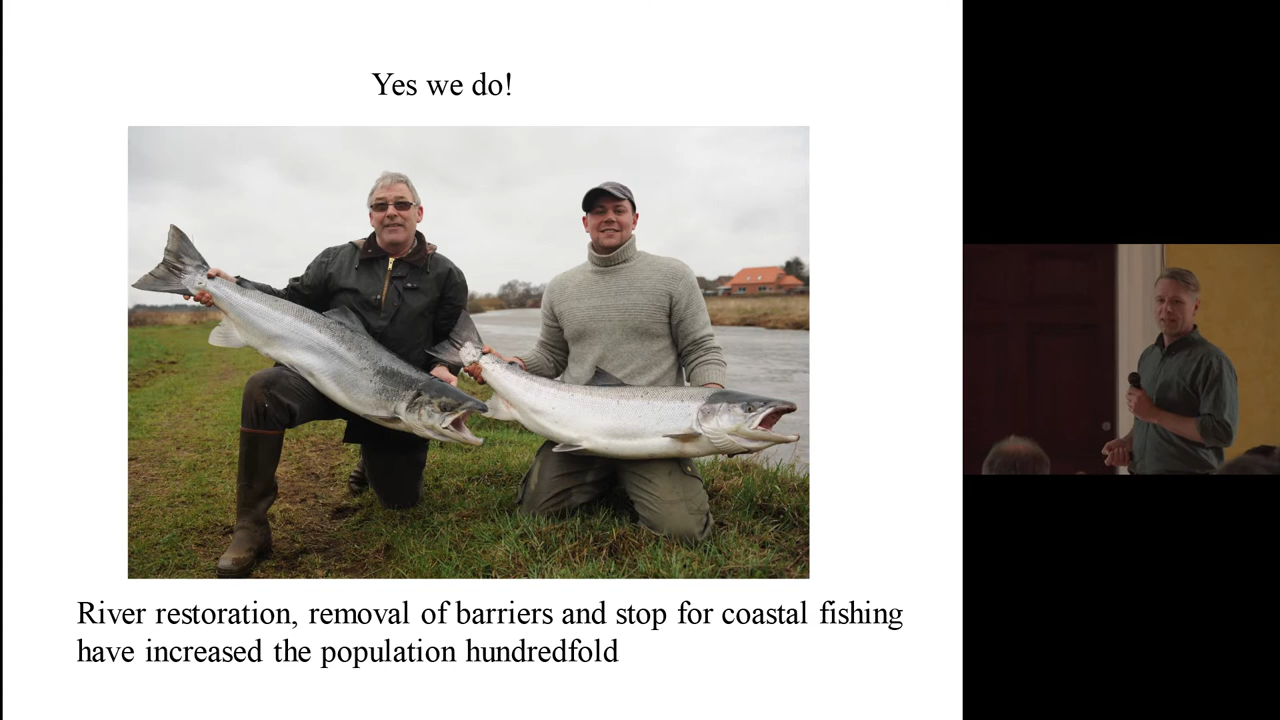 Yes we do!
River restoration, removal of barriers and stop for coastal fishing
have increased the population hundredfold